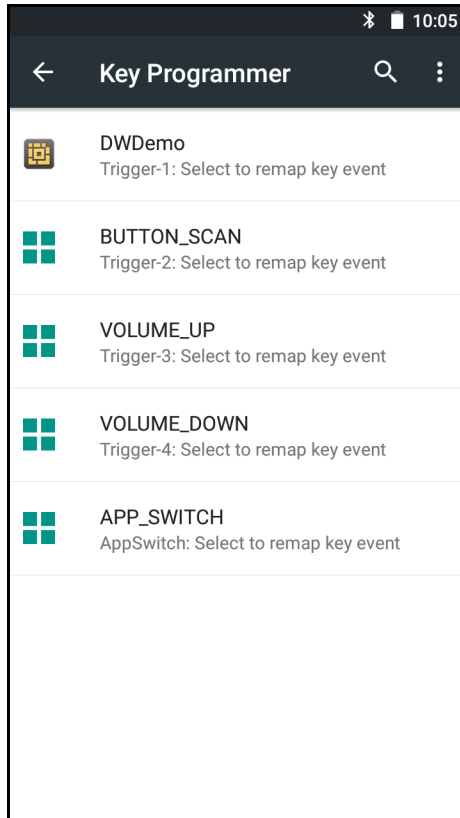 10:05
Key Programmer
DWDemo
Trigger-1: Select to remap key event
BUTTON_SCAN
Trigger-2: Select to remap key event
VOLUME_UP
Trigger-3: Select to remap key event
VOLUME_DOWN
Trigger-4: Select to remap key event
APP_SWITCH
AppSwitch: Select to remap key event